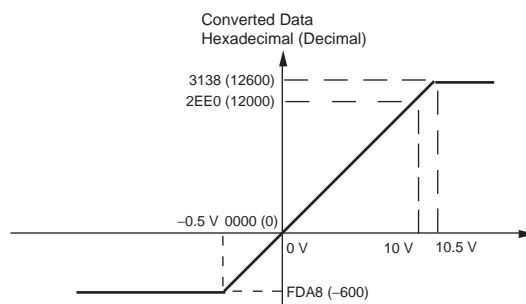 Converted Data
Hexadecimal (Decimal)
3138 (12600)
2EE0 (12000)
–0.5 V 0000 (0)
0 V
10 V
10.5 V
FDA8 (–600)